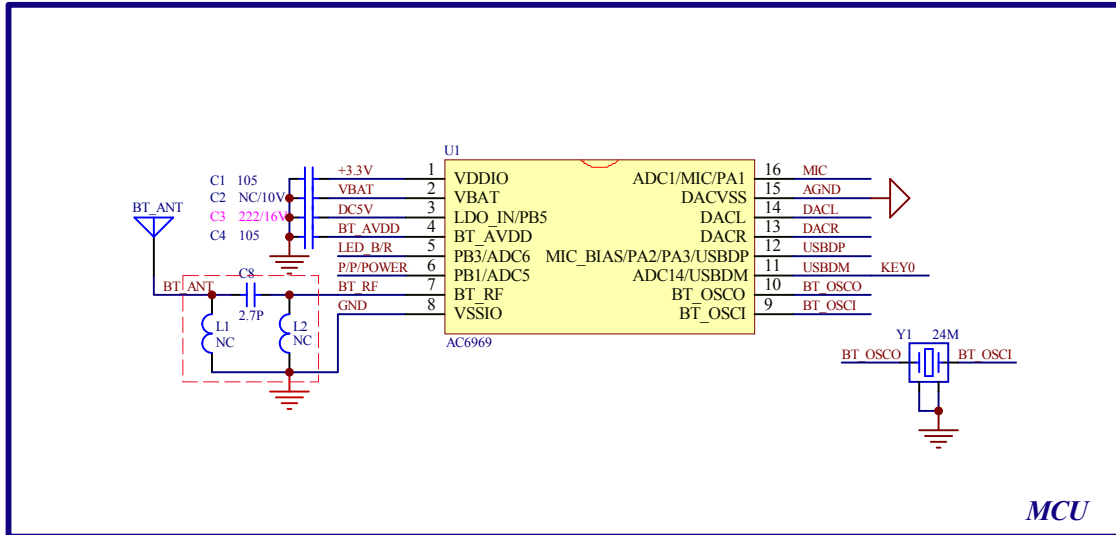 U1
C1 105
C2 NC/10V
C3 222/16V
C4 105
+3.3V 1 VDDIO
VBAT 2 VBAT
DC5V 3 LDO_IN/PB5
BT_AVDD 4 BT_AVDD
LED_B/R 5 PB3/ADC6
P/P/POWER 6 PB1/ADC5
BT_RF 7 BT_RF
GND 8 VSSIO
ADC1/MIC/PA1 16 MIC
DACVSS 15 AGND
DACL 14 DACL
DACR 13 DACR
MIC_BIAS/PA2/PA3/USBDP 12 USBDP
ADC14/USBDM 11 USBDM KEY0
BT_OSCO 10 BT_OSCO
BT_OSCI 9 BT_OSCI
AC6969
BT_ANT
BT_ANT
C8
2.7P
L1
NC
L2
NC
Y1 24M
BT_OSCO BT_OSCI
MCU